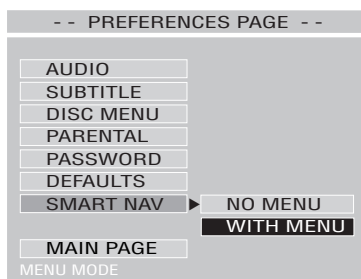 - - PREFERENCES PAGE - -
AUDIO
SUBTITLE
DISC MENU
PARENTAL
PASSWORD
DEFAULTS
SMART NAV NO MENU
WITH MENU
MAIN PAGE
MENU MODE